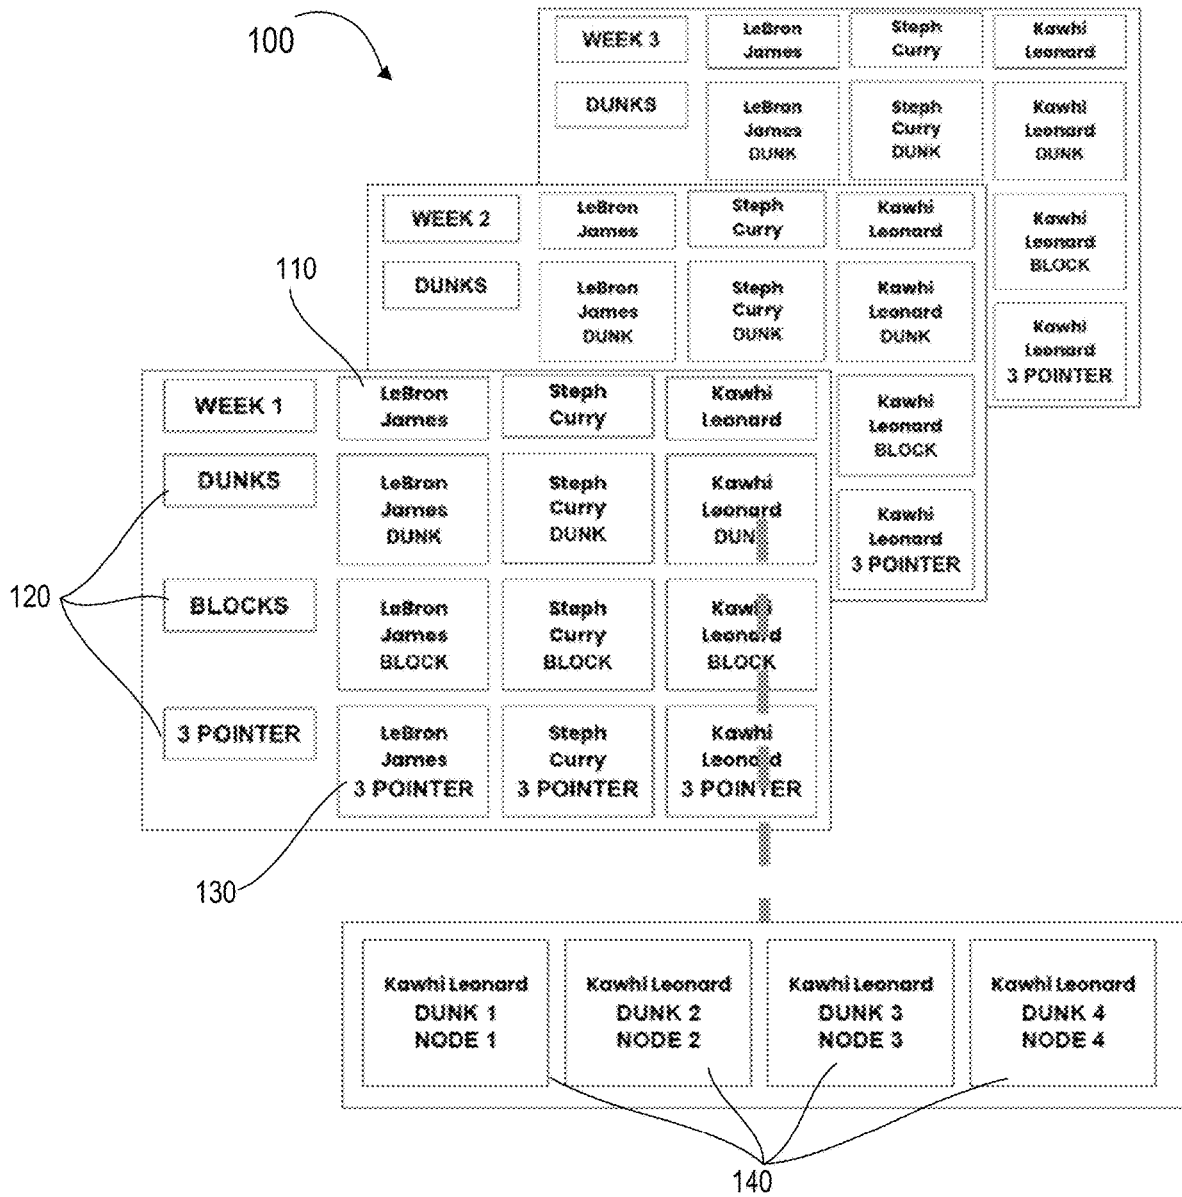 100
WEEK 3
LeBron
James
Steph
Curry
Kawhi
Leonard
DUNKS
LeBron
James
DUNK
Steph
Curry
DUNK
Kawhi
Leonard
DUNK
Kawhi
Leonard
BLOCK
Kawhi
Leonard
3 POINTER
WEEK 2
LeBron
James
Steph
Curry
Kawhi
Leonard
DUNKS
LeBron
James
DUNK
Steph
Curry
DUNK
Kawhi
Leonard
DUNK
Kawhi
Leonard
BLOCK
Kawhi
Leonard
3 POINTER
110
WEEK 1
LeBron
James
Steph
Curry
Kawhi
Leonard
DUNKS
LeBron
James
DUNK
Steph
Curry
DUNK
Kawhi
Leonard
DUNK
120
BLOCKS
LeBron
James
BLOCK
Steph
Curry
BLOCK
Kawhi
Leonard
BLOCK
3 POINTER
LeBron
James
3 POINTER
Steph
Curry
3 POINTER
Kawhi
Leonard
3 POINTER
130
Kawhi Leonard
DUNK 1
NODE 1
Kawhi Leonard
DUNK 2
NODE 2
Kawhi Leonard
DUNK 3
NODE 3
Kawhi Leonard
DUNK 4
NODE 4
140